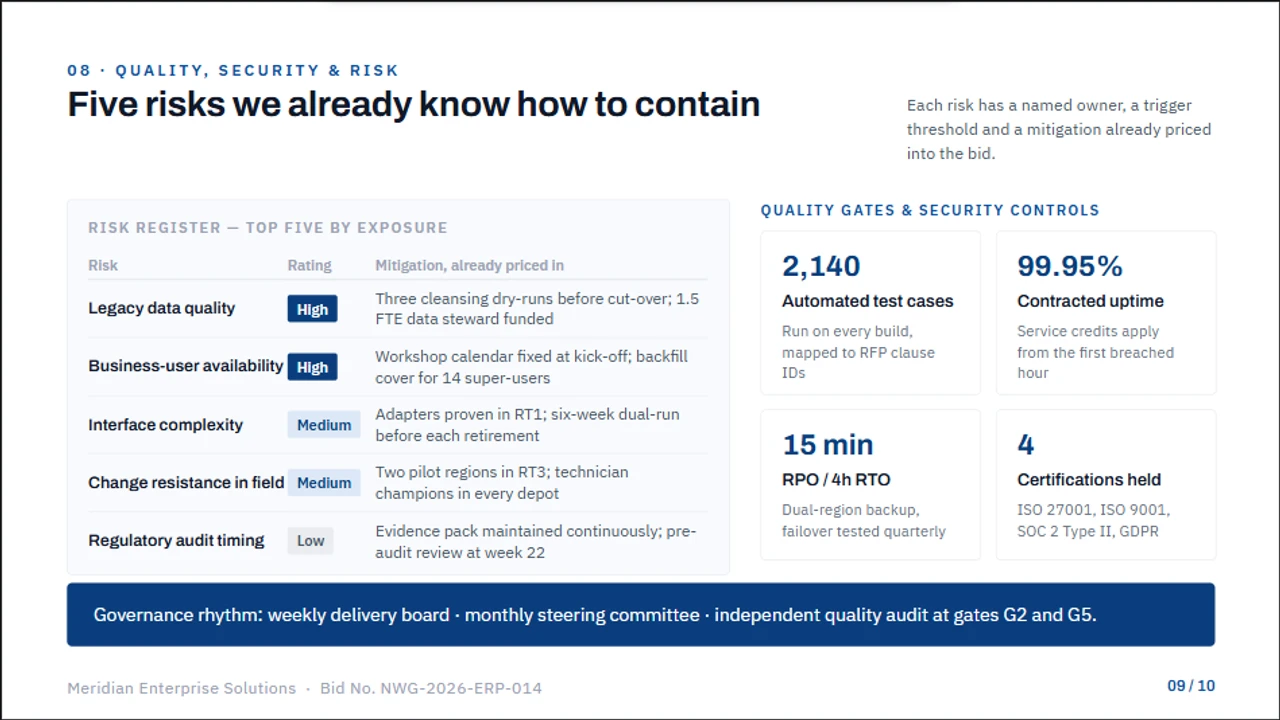 08 · QUALITY, SECURITY & RISK
Five risks we already know how to contain
Each risk has a named owner, a trigger
threshold and a mitigation already priced
into the bid.
RISK REGISTER — TOP FIVE BY EXPOSURE
Risk Rating Mitigation, already priced in
Legacy data quality High Three cleansing dry-runs before cut-over; 1.5
FTE data steward funded
Business-user availability High Workshop calendar fixed at kick-off; backfill
cover for 14 super-users
Interface complexity Medium Adapters proven in RT1; six-week dual-run
before each retirement
Change resistance in field Medium Two pilot regions in RT3; technician
champions in every depot
Regulatory audit timing Low Evidence pack maintained continuously; pre-
audit review at week 22
QUALITY GATES & SECURITY CONTROLS
2,140
Automated test cases
Run on every build,
mapped to RFP clause
IDs
99.95%
Contracted uptime
Service credits apply
from the first breached
hour
15 min
RPO / 4h RTO
Dual-region backup,
failover tested quarterly
4
Certifications held
ISO 27001, ISO 9001,
SOC 2 Type II, GDPR
Governance rhythm: weekly delivery board · monthly steering committee · independent quality audit at gates G2 and G5.
Meridian Enterprise Solutions · Bid No. NWG-2026-ERP-014
09 / 10